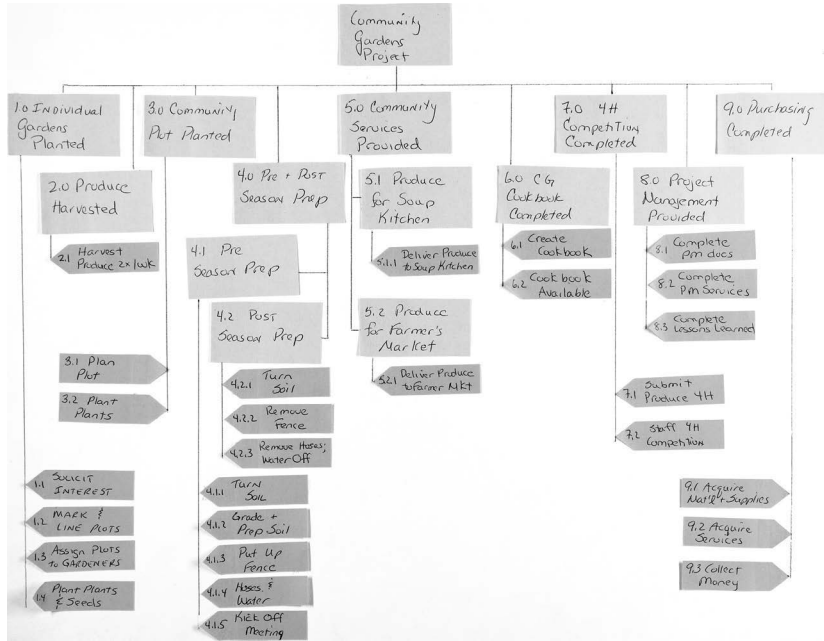 Community
Gardens
Project
1.0 Individual
Gardens
Planted
3.0 Community
Plot Planted
5.0 Community
Services
Provided
7.0 4H
Competition
Completed
9.0 Purchasing
Completed
2.0 Produce
Harvested
4.0 Pre + Post
Season Prep
5.1 Produce
for Soup
Kitchen
6.0 CG
Cookbook
Completed
8.0 Project
Management
Provided
2.1 Harvest
Produce 2x/wk
4.1 Pre
Season Prep
5.1.1 Deliver Produce
to Soup Kitchen
6.1 Create
Cookbook
6.2 Cookbook
Available
8.1 Complete
PM docs
8.2 Complete
PM Services
8.3 Complete
Lessons Learned
4.2 Post
Season Prep
5.2 Produce
for Farmer's
Market
5.2.1 Deliver Produce
to Farmer Mkt
3.1 Plan
Plot
3.2 Plant
Plants
4.2.1 Turn
Soil
4.2.2 Remove
Fence
4.2.3 Remove Hoses;
Water Off
7.1 Submit
Produce 4H
7.2 Staff 4H
Competition
1.1 Solicit
Interest
1.2 Mark &
Line Plots
1.3 Assign Plots
to Gardeners
1.4 Plant Plants
& Seeds
4.1.1 Turn
Soil
4.1.2 Grade +
Prep Soil
4.1.3 Put Up
Fence
4.1.4 Hoses &
Water
4.1.5 Kick Off
Meeting
9.1 Acquire
Mat'l + Supplies
9.2 Acquire
Services
9.3 Collect
Money